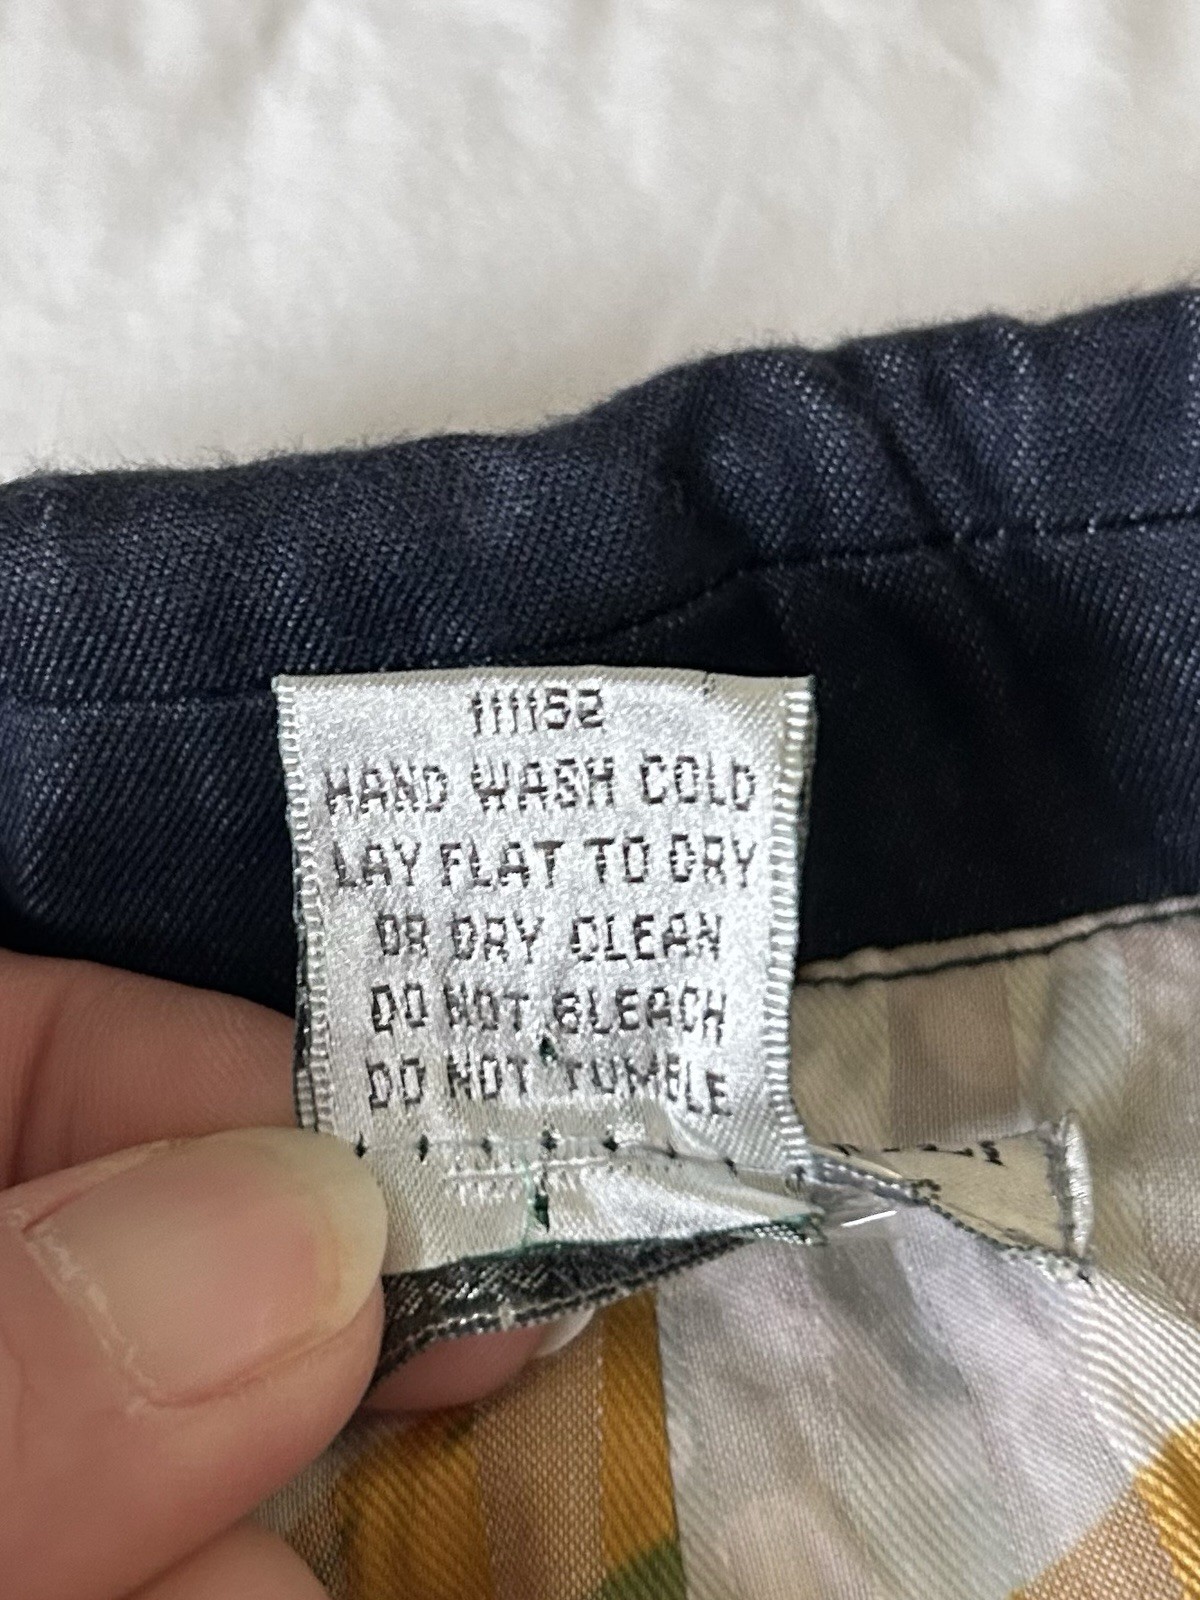 111152
HAND WASH COLD
LAY FLAT TO DRY
OR DRY CLEAN
DO NOT BLEACH
DO NOT TUMBLE